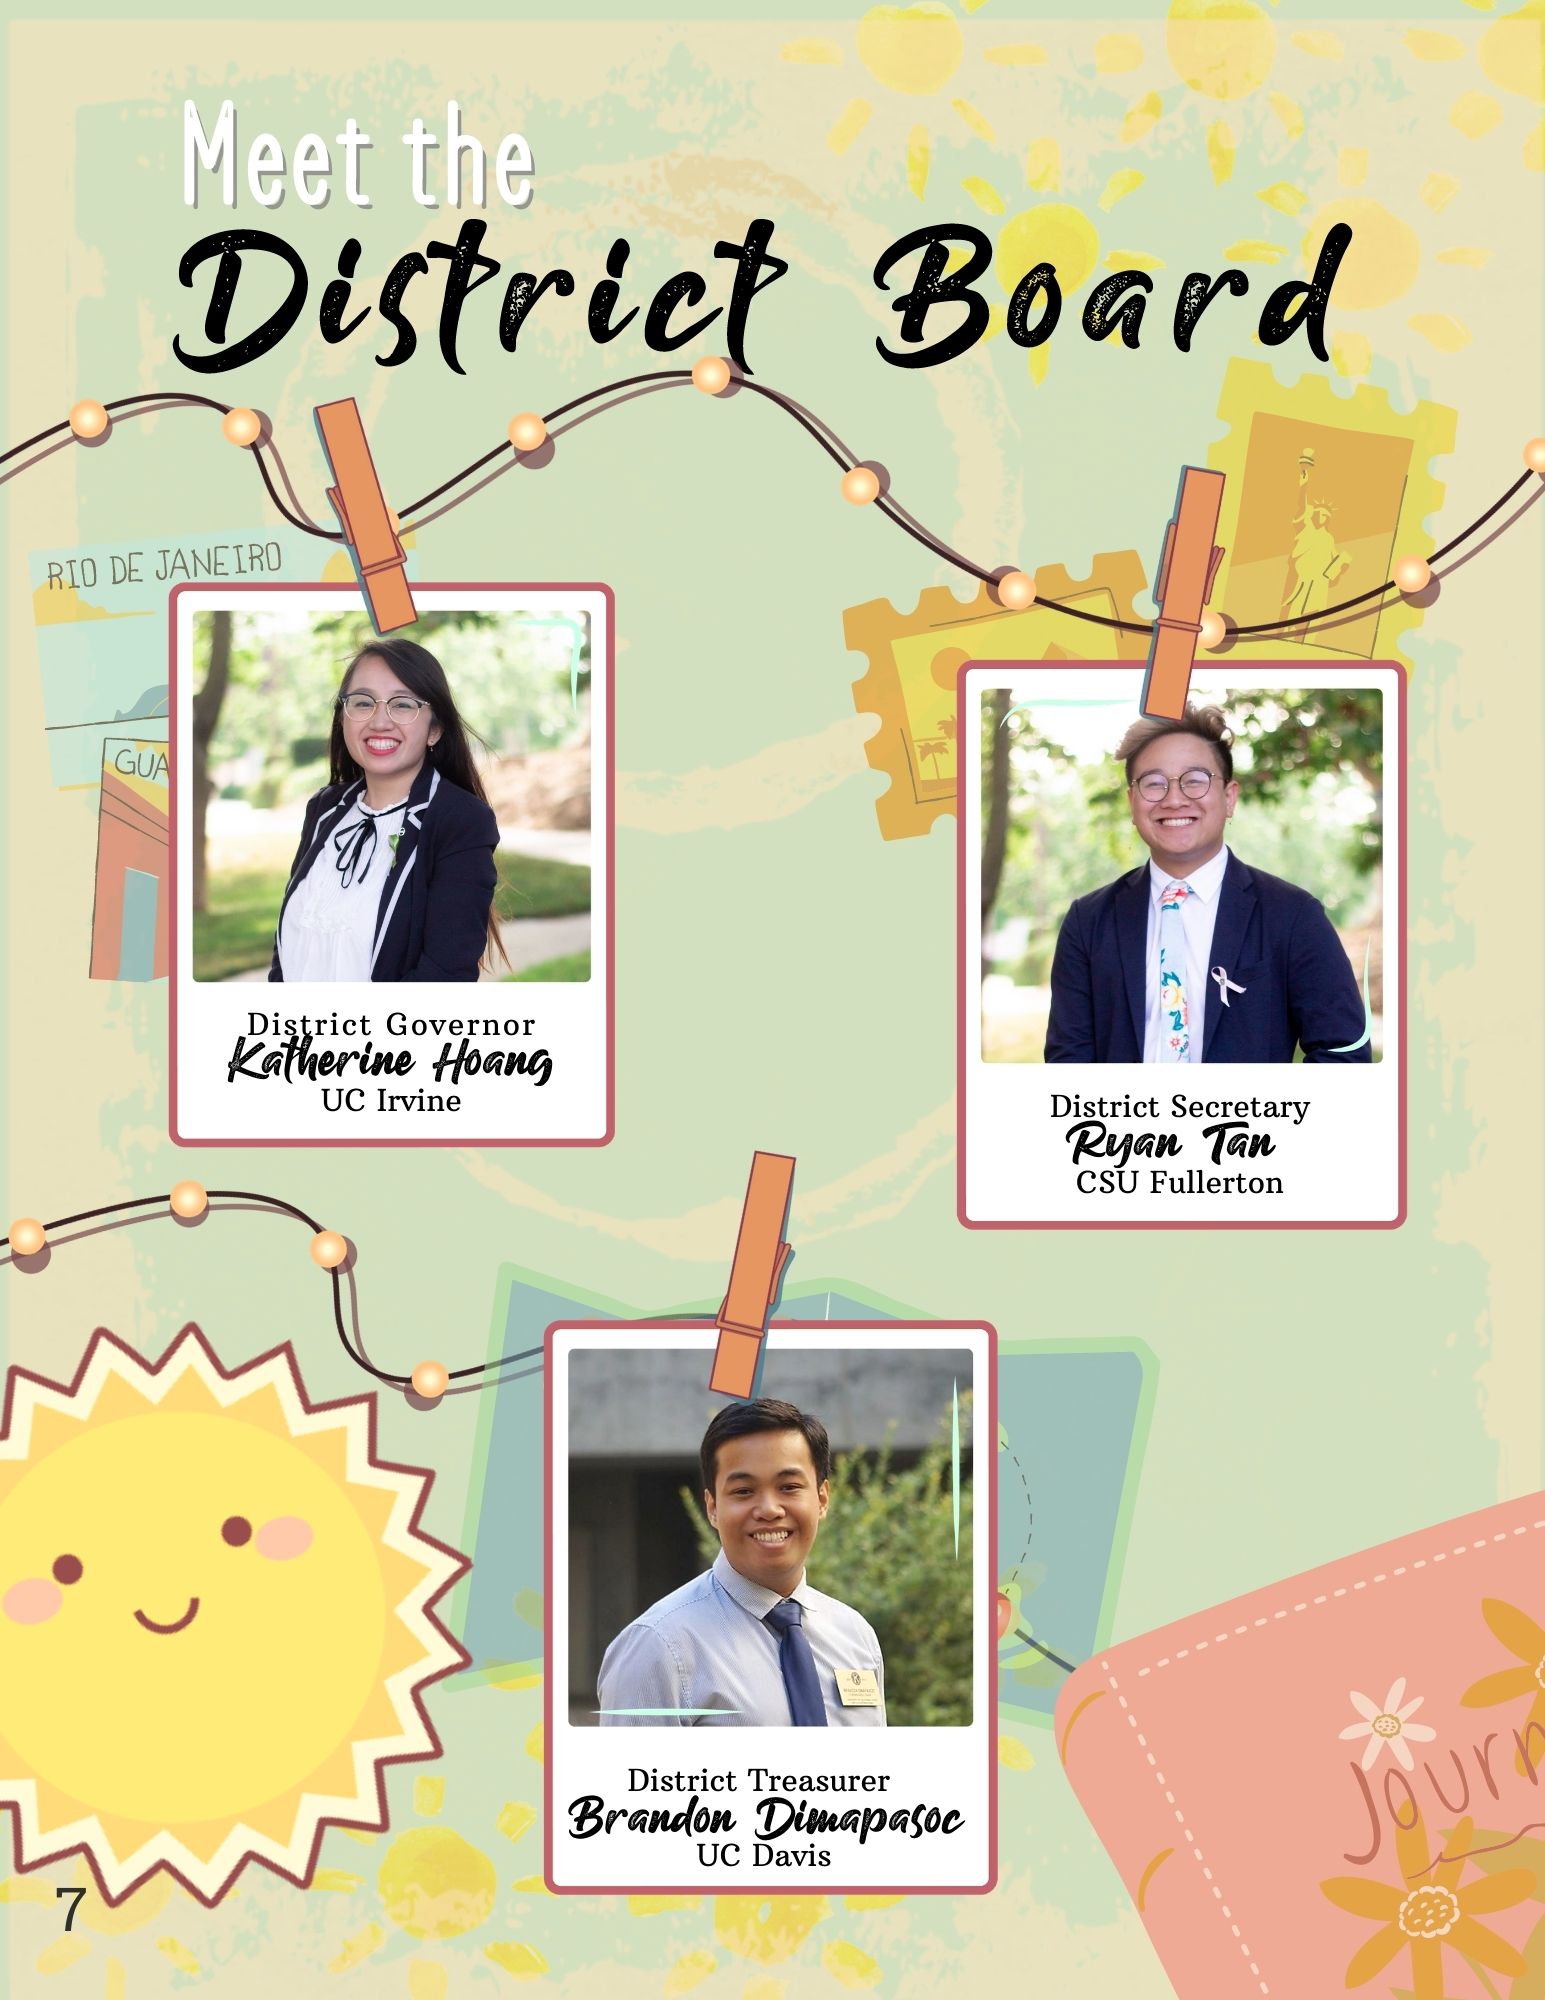 Meet the
District Board
RIO DE JANEIRO
GUA
District Governor
Katherine Hoang
UC Irvine
District Secretary
Ryan Tan
CSU Fullerton
District Treasurer
Brandon Dimapasoc
UC Davis
Journ
7